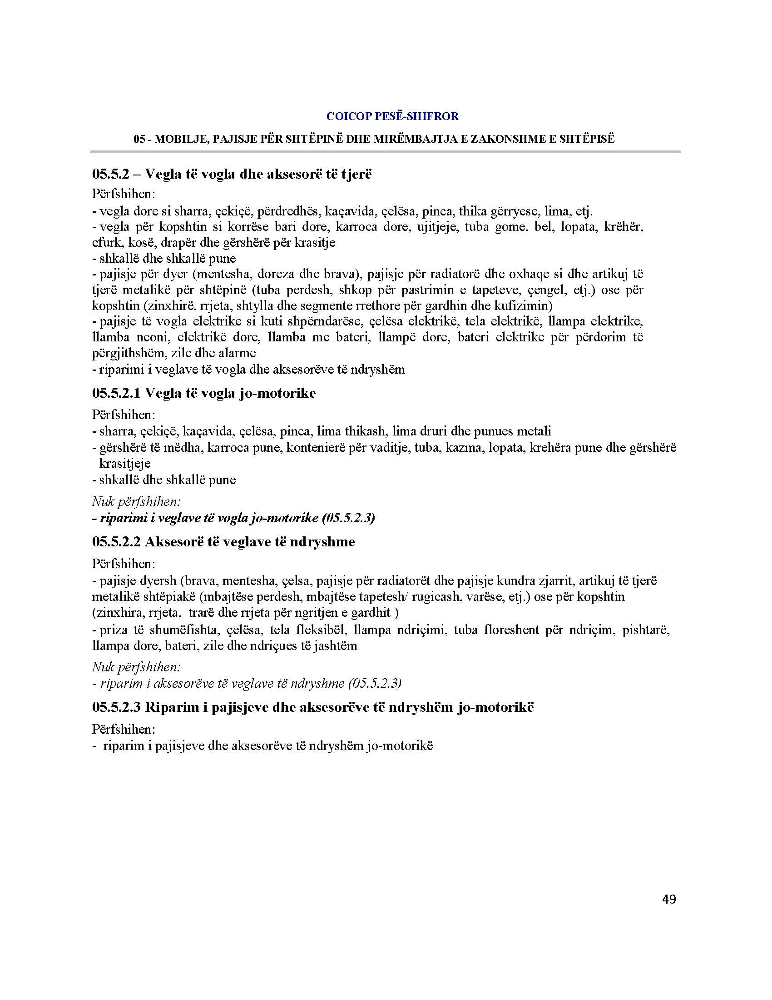 COICOP PESË-SHIFROR
05 - MOBILJE, PAJISJE PËR SHTËPINË DHE MIRËMBAJTJA E ZAKONSHME E SHTËPISË
05.5.2 – Vegla të vogla dhe aksesorë të tjerë
Përfshihen:
- vegla dore si sharra, çekiçë, përdredhës, kaçavida, çelësa, pinca, thika gërryese, lima, etj.
- vegla për kopshtin si korrëse bari dore, karroca dore, ujitjeje, tuba gome, bel, lopata, krëhër,
cfurk, kosë, drapër dhe gërshërë për krasitje
- shkallë dhe shkallë pune
- pajisje për dyer (mentesha, doreza dhe brava), pajisje për radiatorë dhe oxhaqe si dhe artikuj të
tjerë metalikë për shtëpinë (tuba perdesh, shkop për pastrimin e tapeteve, çengel, etj.) ose për
kopshtin (zinxhirë, rrjeta, shtylla dhe segmente rrethore për gardhin dhe kufizimin)
- pajisje të vogla elektrike si kuti shpërndarëse, çelësa elektrikë, tela elektrikë, llampa elektrike,
llamba neoni, elektrikë dore, llamba me bateri, llampë dore, bateri elektrike për përdorim të
përgjithshëm, zile dhe alarme
- riparimi i veglave të vogla dhe aksesorëve të ndryshëm
05.5.2.1 Vegla të vogla jo-motorike
Përfshihen:
- sharra, çekiçë, kaçavida, çelësa, pinca, lima thikash, lima druri dhe punues metali
- gërshërë të mëdha, karroca pune, kontenierë për vaditje, tuba, kazma, lopata, krehëra pune dhe gërshërë
krasitjeje
- shkallë dhe shkallë pune
Nuk përfshihen:
- riparimi i veglave të vogla jo-motorike (05.5.2.3)
05.5.2.2 Aksesorë të veglave të ndryshme
Përfshihen:
- pajisje dyersh (brava, mentesha, çelsa, pajisje për radiatorët dhe pajisje kundra zjarrit, artikuj të tjerë
metalikë shtëpiakë (mbajtëse perdesh, mbajtëse tapetesh/ rugicash, varëse, etj.) ose për kopshtin
(zinxhira, rrjeta,  trarë dhe rrjeta për ngritjen e gardhit )
- priza të shumëfishta, çelësa, tela fleksibël, llampa ndriçimi, tuba floreshent për ndriçim, pishtarë,
llampa dore, bateri, zile dhe ndriçues të jashtëm
Nuk përfshihen:
- riparim i aksesorëve të veglave të ndryshme (05.5.2.3)
05.5.2.3 Riparim i pajisjeve dhe aksesorëve të ndryshëm jo-motorikë
Përfshihen:
-  riparim i pajisjeve dhe aksesorëve të ndryshëm jo-motorikë
49